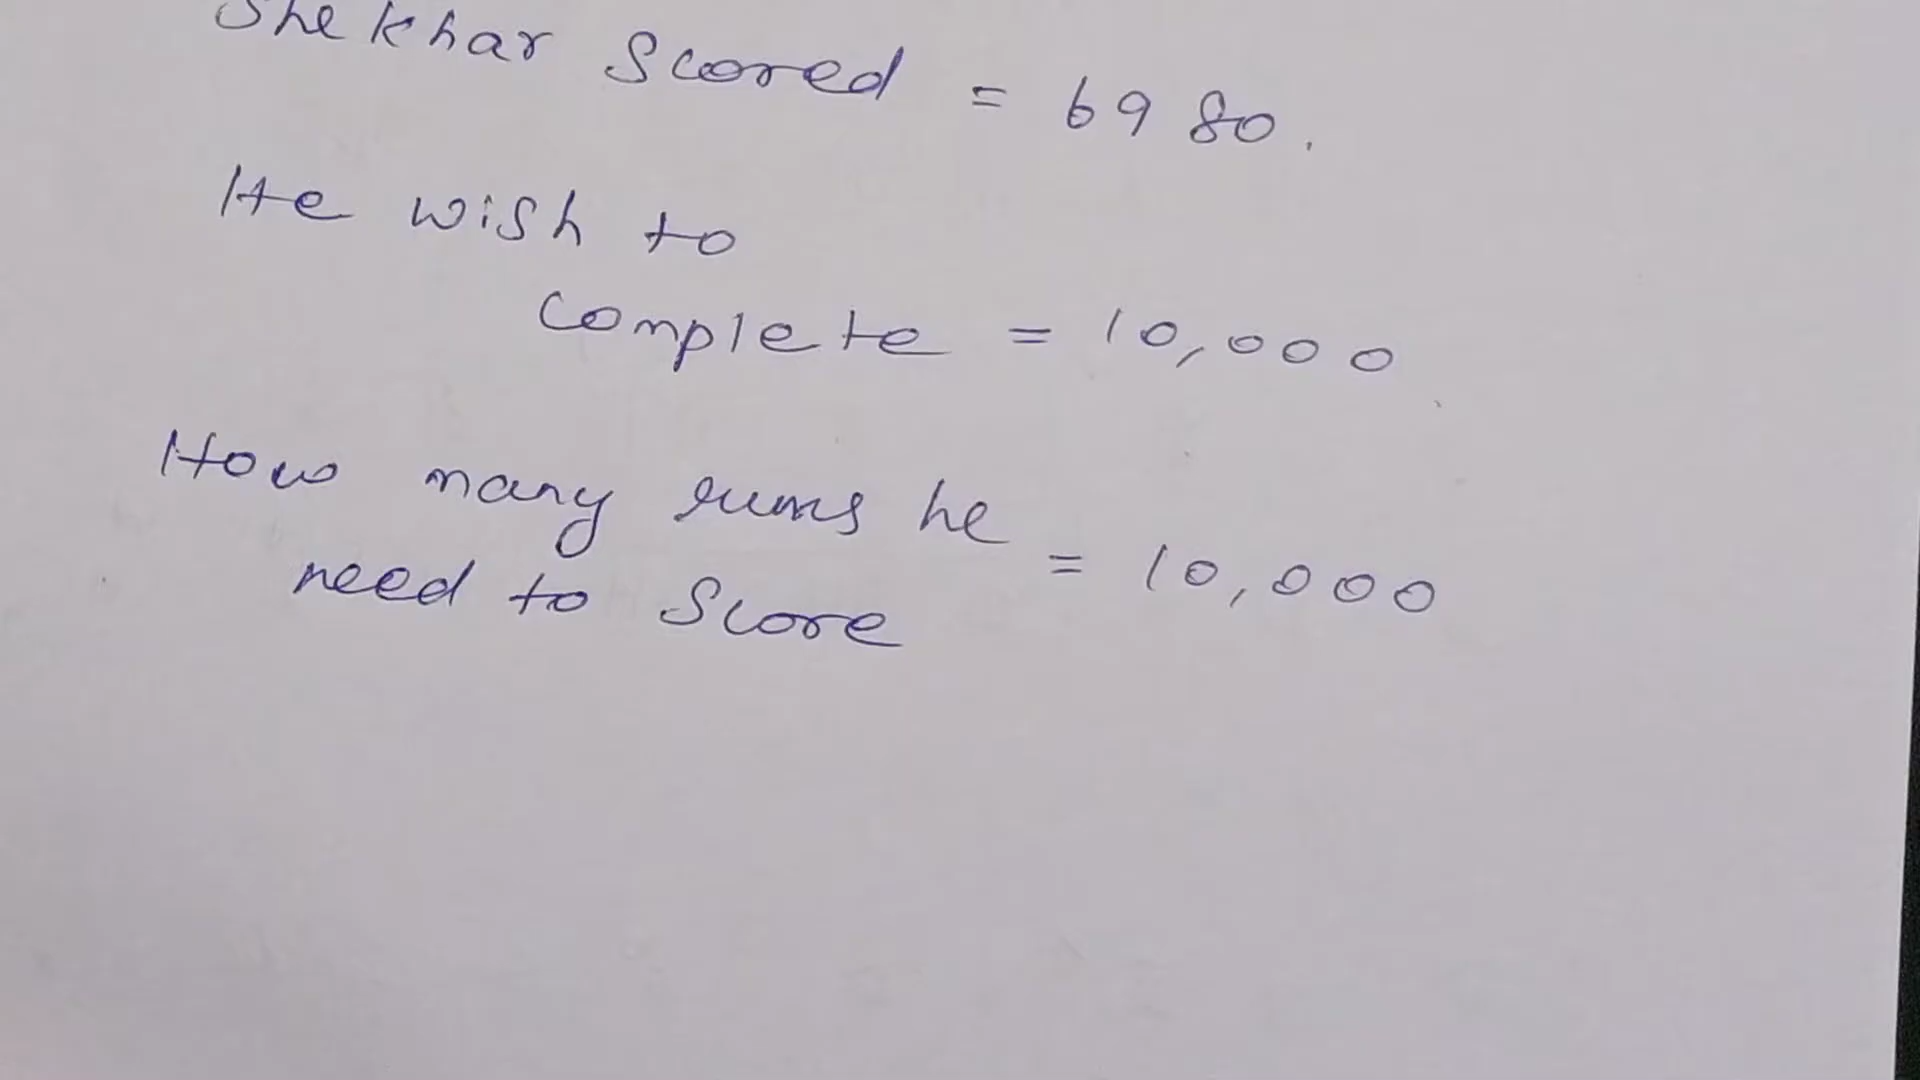 Shekhar Scored = 6980.
He wish to
complete = 10,000
How many runs he
need to Score = 10,000